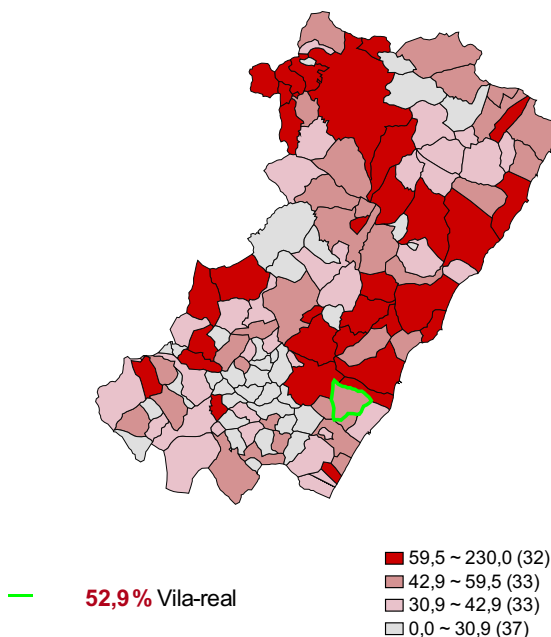 59,5 ~ 230,0 (32)
42,9 ~ 59,5 (33)
30,9 ~ 42,9 (33)
0,0 ~ 30,9 (37)
52,9 % Vila-real